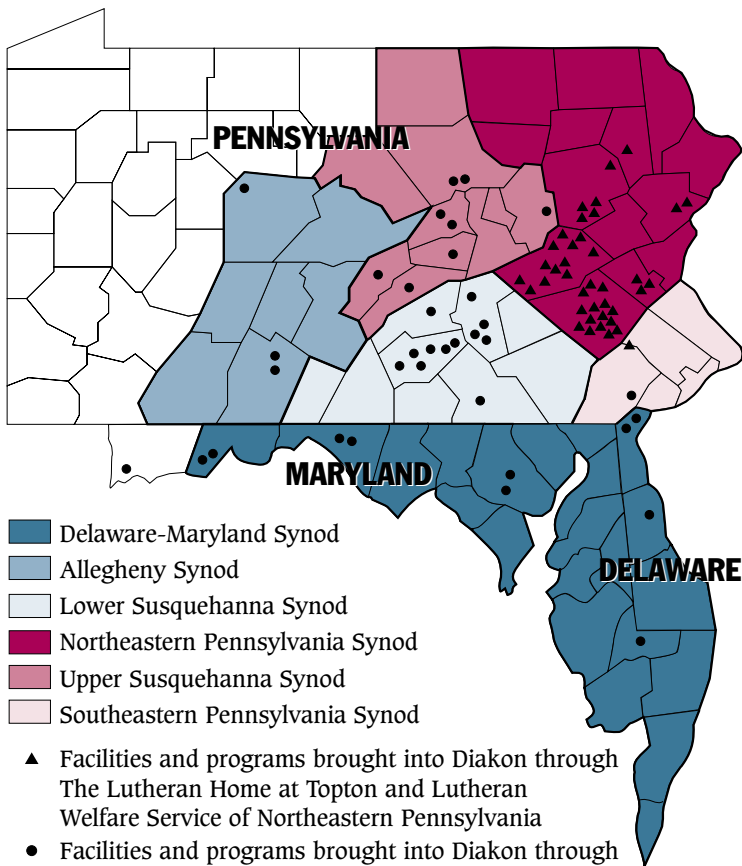 PENNSYLVANIA
MARYLAND
DELAWARE
Delaware-Maryland Synod
Allegheny Synod
Lower Susquehanna Synod
Northeastern Pennsylvania Synod
Upper Susquehanna Synod
Southeastern Pennsylvania Synod
▲ Facilities and programs brought into Diakon through
The Lutheran Home at Topton and Lutheran
Welfare Service of Northeastern Pennsylvania
● Facilities and programs brought into Diakon through